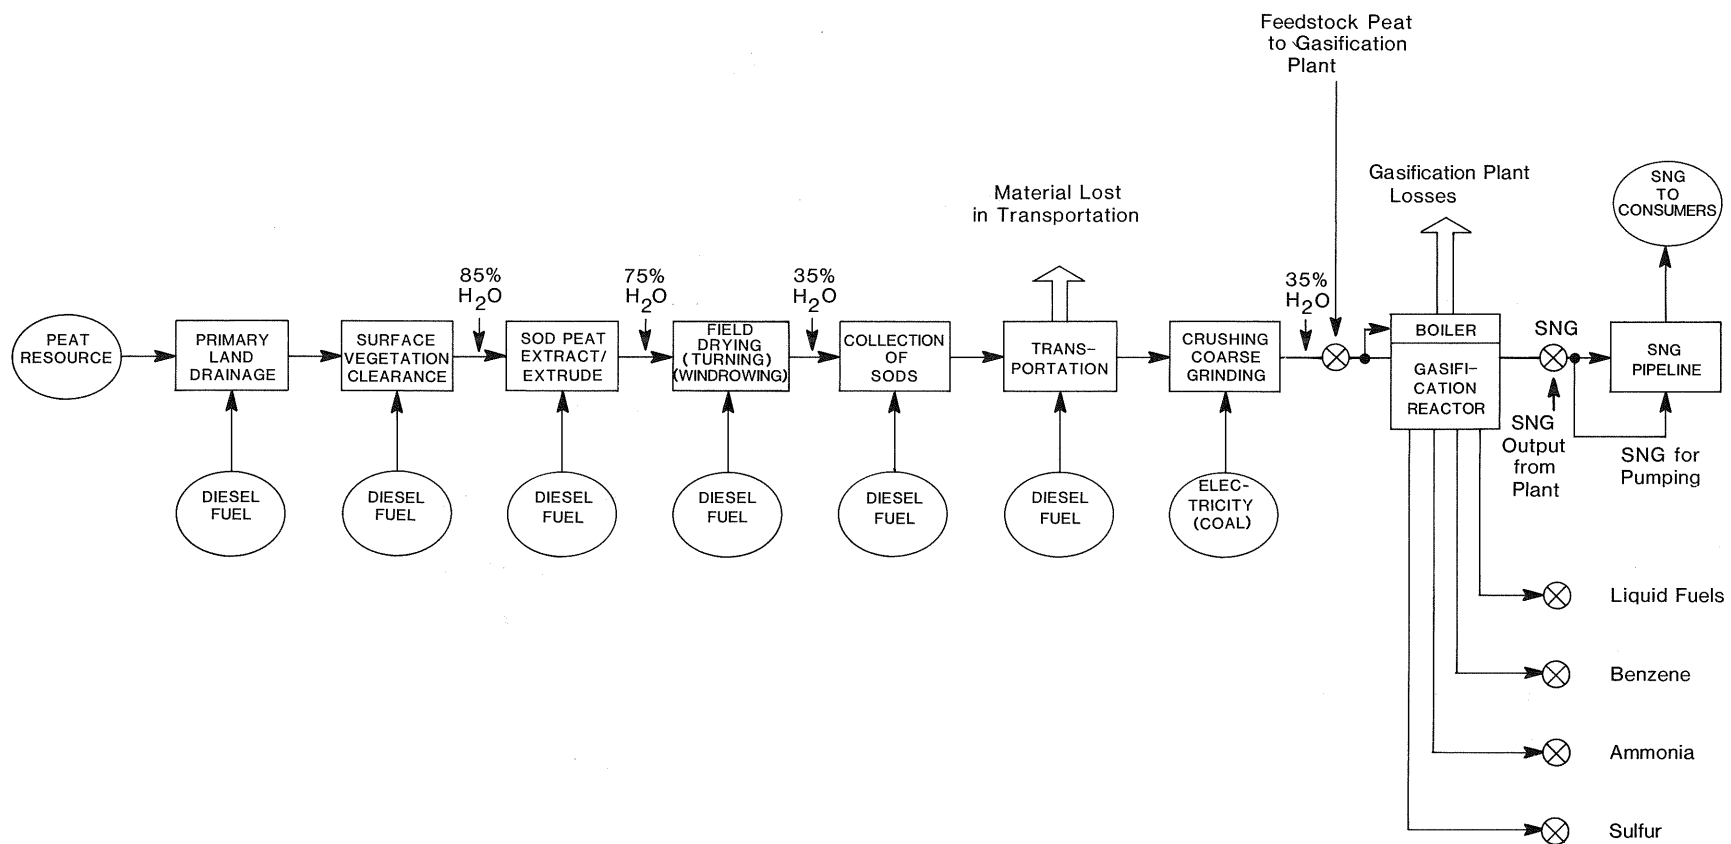 Feedstock Peat
to Gasification
Plant
Gasification Plant
Losses
SNG
TO
CONSUMERS
Material Lost
in Transportation
85%
H2O
75%
H2O
35%
H2O
35%
H2O
PEAT
RESOURCE
PRIMARY
LAND
DRAINAGE
SURFACE
VEGETATION
CLEARANCE
SOD PEAT
EXTRACT/
EXTRUDE
FIELD
DRYING
(TURNING)
(WINDROWING)
COLLECTION
OF
SODS
TRANS-
PORTATION
CRUSHING
COARSE
GRINDING
BOILER
GASIFI-
CATION
REACTOR
SNG
SNG
PIPELINE
SNG
Output
from
Plant
SNG for
Pumping
DIESEL
FUEL
DIESEL
FUEL
DIESEL
FUEL
DIESEL
FUEL
DIESEL
FUEL
DIESEL
FUEL
ELEC-
TRICITY
(COAL)
Liquid Fuels
Benzene
Ammonia
Sulfur